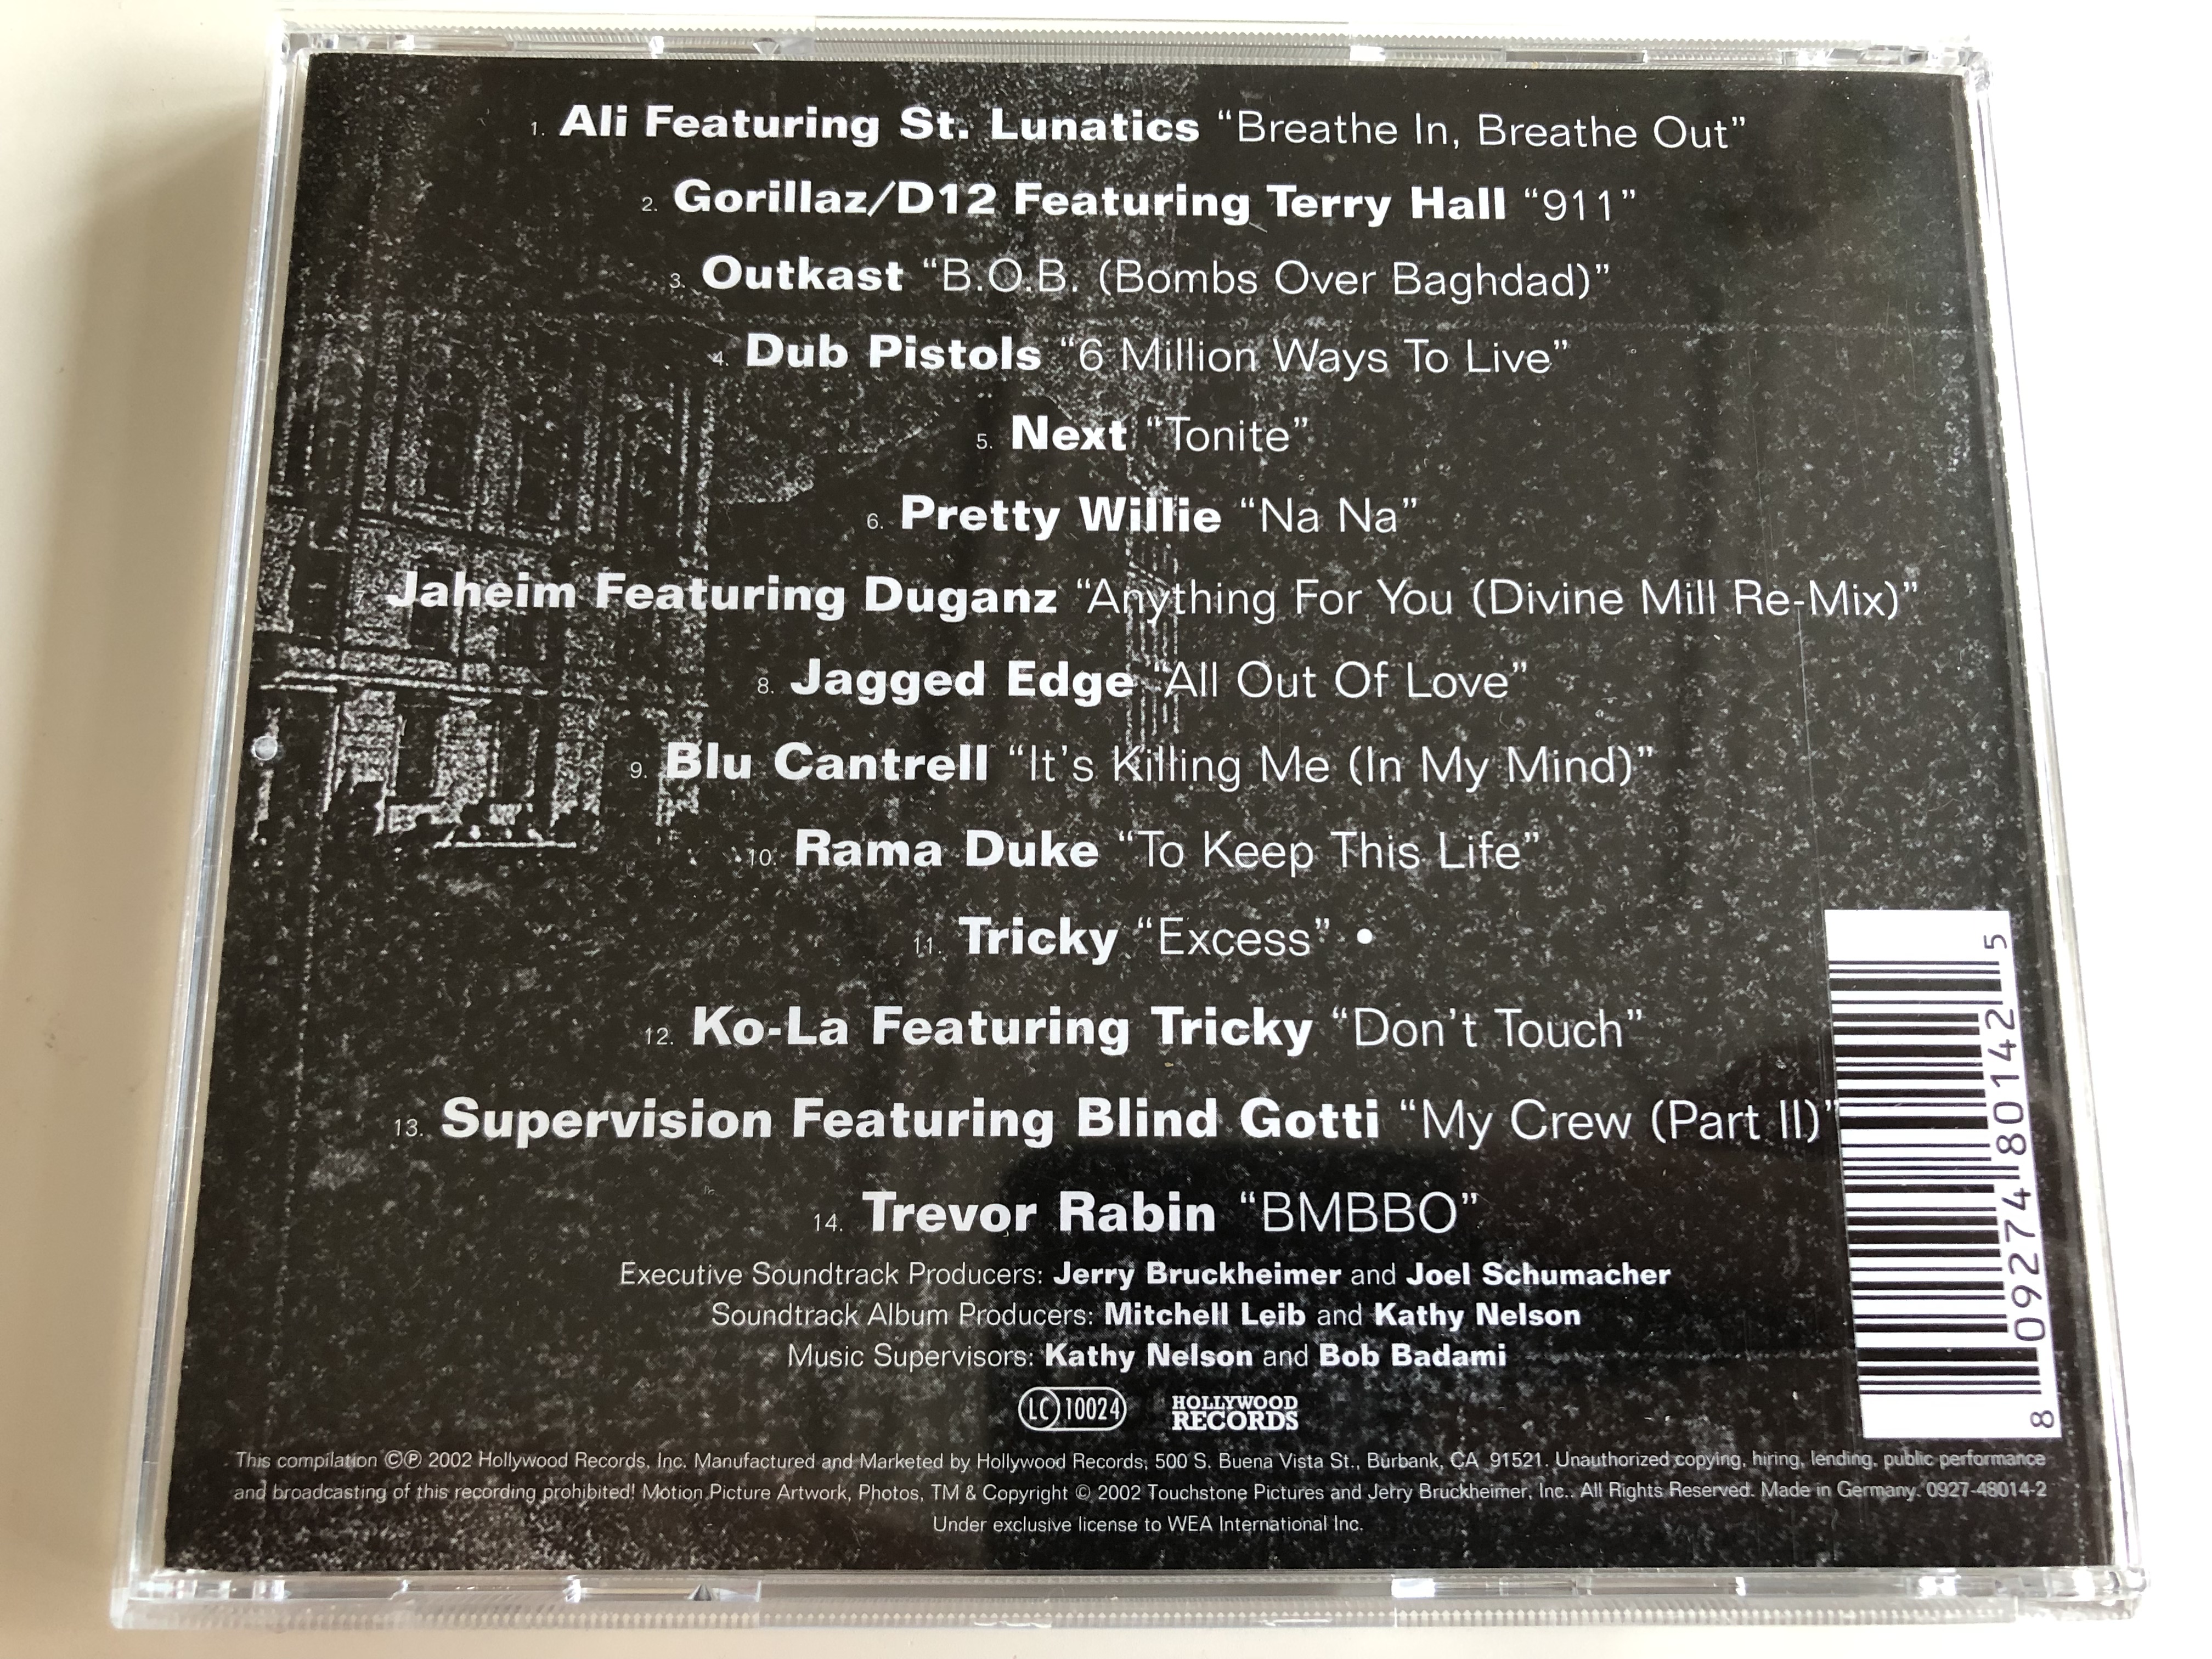 1. Ali Featuring St. Lunatics “Breathe In, Breathe Out”
2. Gorillaz/D12 Featuring Terry Hall “911”
3. Outkast “B.O.B. (Bombs Over Baghdad)”
4. Dub Pistols “6 Million Ways To Live”
5. Next “Tonite”
6. Pretty Willie “Na Na”
7. Jaheim Featuring Duganz “Anything For You (Divine Mill Re-Mix)”
8. Jagged Edge “All Out Of Love”
9. Blu Cantrell “It's Killing Me (In My Mind)”
10. Rama Duke “To Keep This Life”
11. Tricky “Excess” •
12. Ko-La Featuring Tricky “Don't Touch”
13. Supervision Featuring Blind Gotti “My Crew (Part II)”
14. Trevor Rabin “BMBBO”
Executive Soundtrack Producers: Jerry Bruckheimer and Joel Schumacher
Soundtrack Album Producers: Mitchell Leib and Kathy Nelson
Music Supervisors: Kathy Nelson and Bob Badami
LC 10024
HOLLYWOOD
RECORDS
This compilation ©℗ 2002 Hollywood Records, Inc. Manufactured and Marketed by Hollywood Records, 500 S. Buena Vista St., Burbank, CA 91521. Unauthorized copying, hiring, lending, public performance
and broadcasting of this recording prohibited! Motion Picture Artwork, Photos, TM & Copyright © 2002 Touchstone Pictures and Jerry Bruckheimer, Inc.. All Rights Reserved. Made in Germany. 0927-48014-2
Under exclusive license to WEA International Inc.
8 09274 80142 5